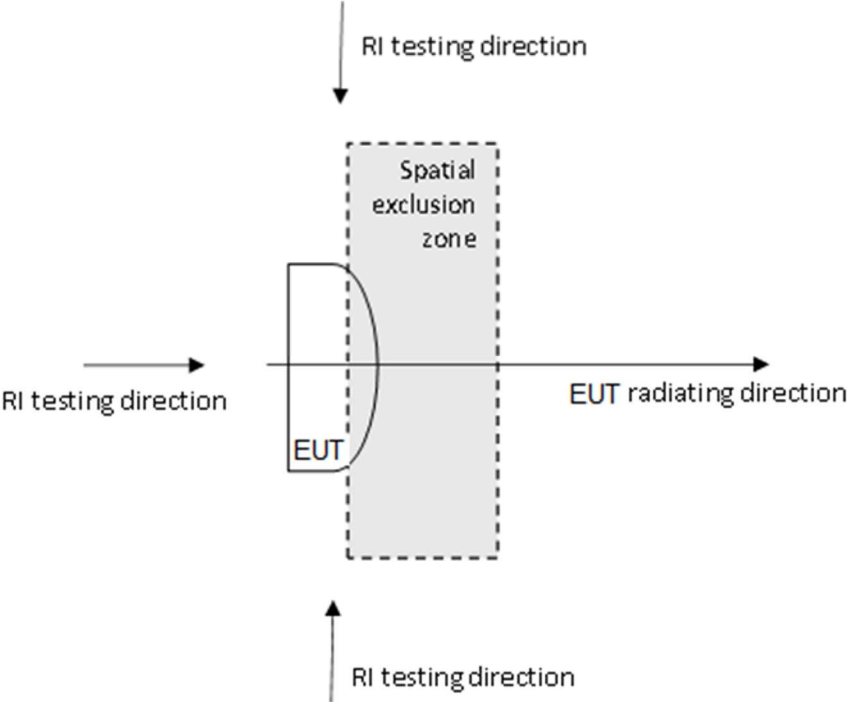 RI testing direction
Spatial
exclusion
zone
RI testing direction
EUT radiating direction
EUT
RI testing direction